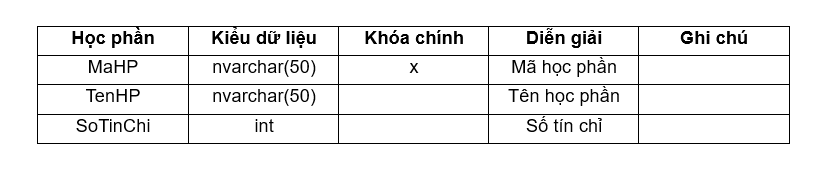 Học phần Kiểu dữ liệu Khóa chính Diễn giải Ghi chú
MaHP nvarchar(50) x Mã học phần
TenHP nvarchar(50) Tên học phần
SoTinChi int Số tín chỉ